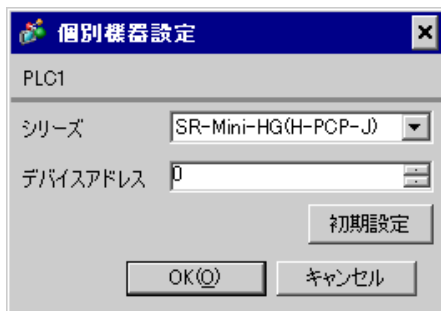 個別機器設定
PLC1
シリーズ SR-Mini-HG(H-PCP-J)
デバイスアドレス 0
初期設定
OK(O) キャンセル